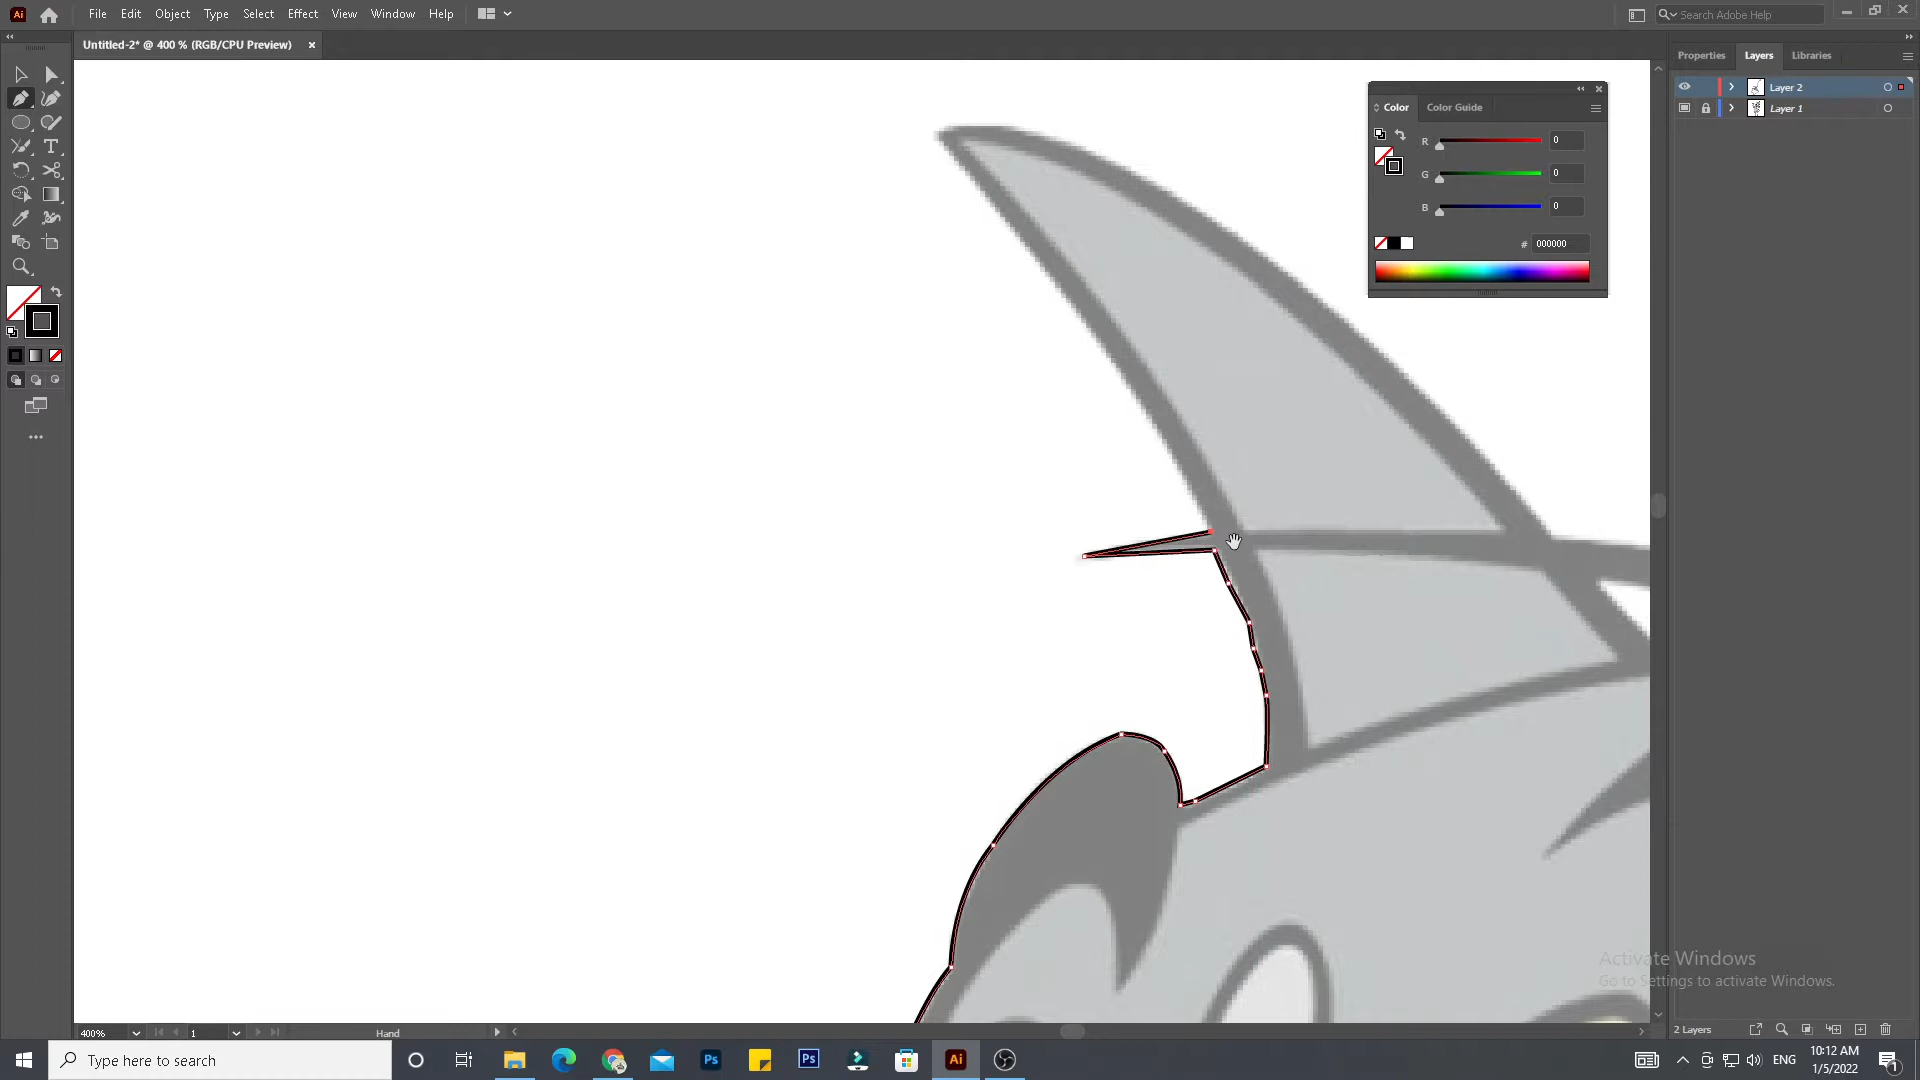 Ai File Edit Object Type Select Effect View Window Help Search Adobe Help
Untitled-2* @ 400 % (RGB/CPU Preview)
Properties Layers Libraries
Layer 2
Layer 1
Color Color Guide
R 0
G 0
B 0
# 000000
T
Activate Windows
Go to Settings to activate Windows.
400% 1 Hand
2 Layers
Type here to search
Ps Ps Ai
ENG
10:12 AM
1/5/2022
1